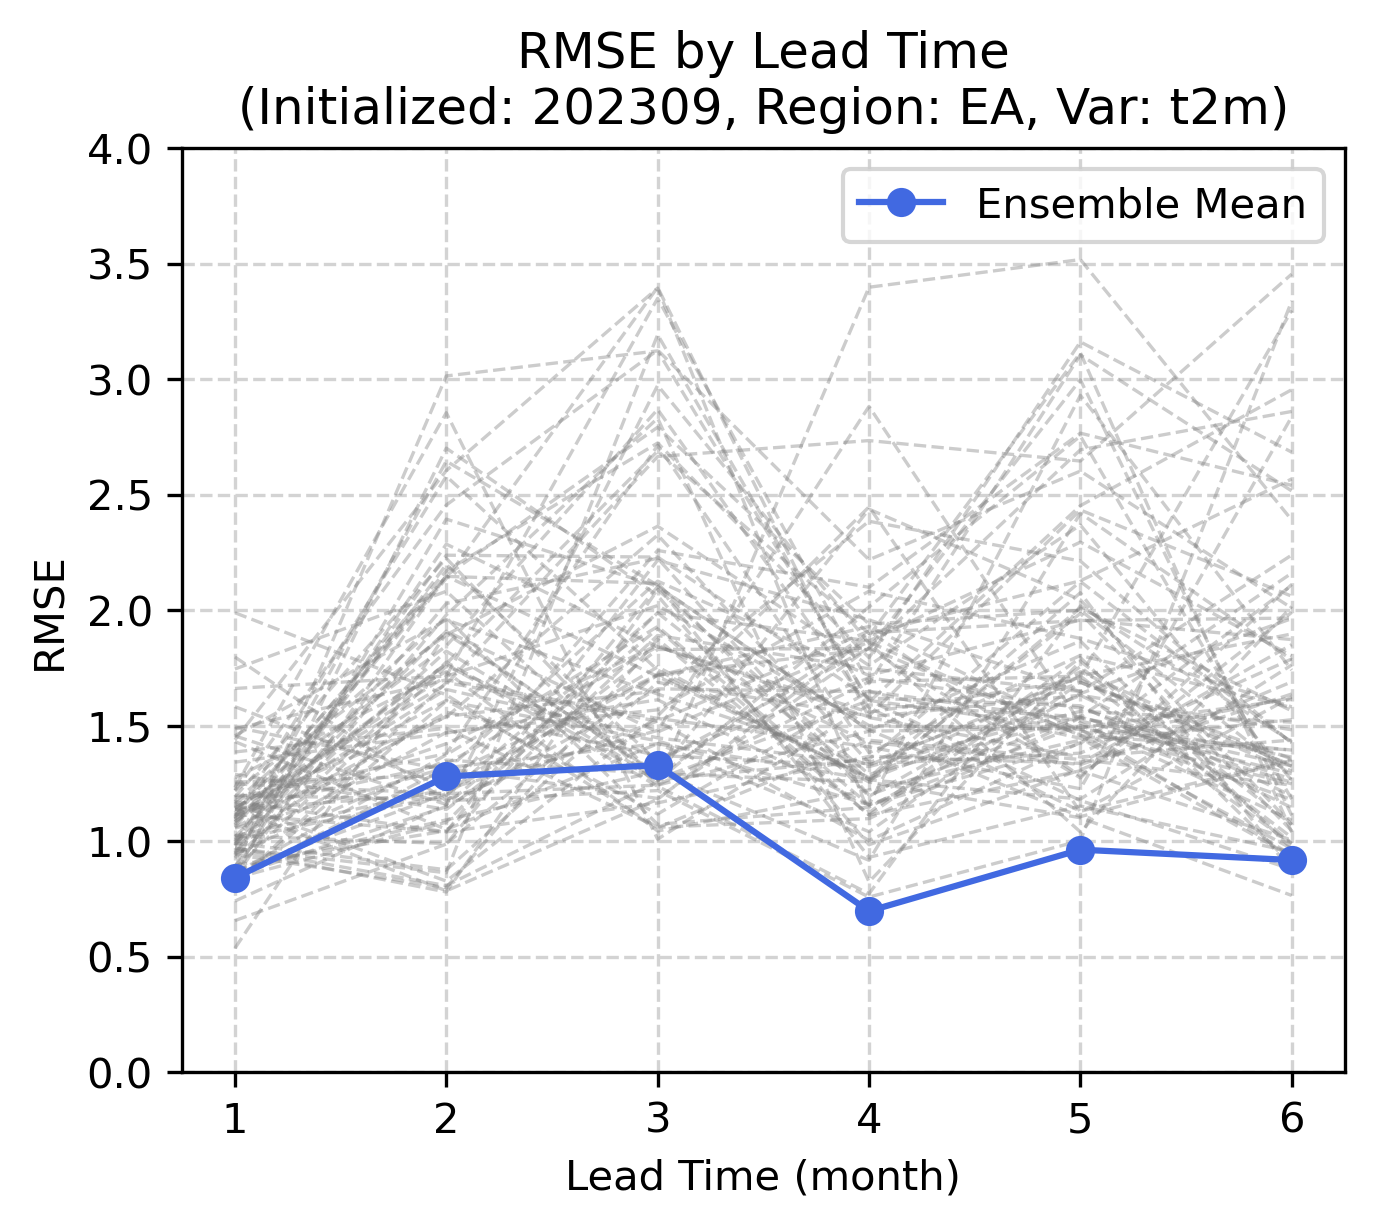 RMSE by Lead Time
(Initialized: 202309, Region: EA, Var: t2m)
Ensemble Mean
RMSE
4.0
3.5
3.0
2.5
2.0
1.5
1.0
0.5
0.0
1 2 3 4 5 6
Lead Time (month)